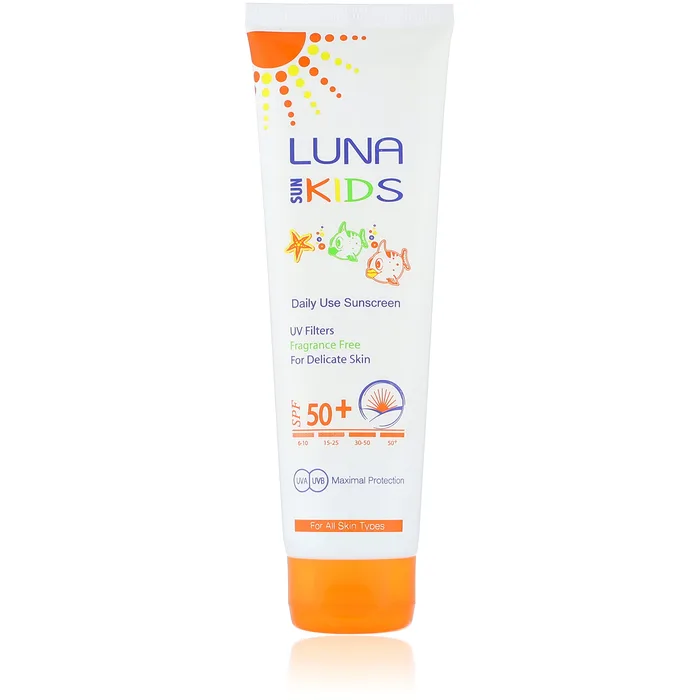 LUNA
SUN KIDS
Daily Use Sunscreen
UV Filters
Fragrance Free
For Delicate Skin
SPF 50+
6-10 15-25 30-50 50+
UVA UVB Maximal Protection
For All Skin Types